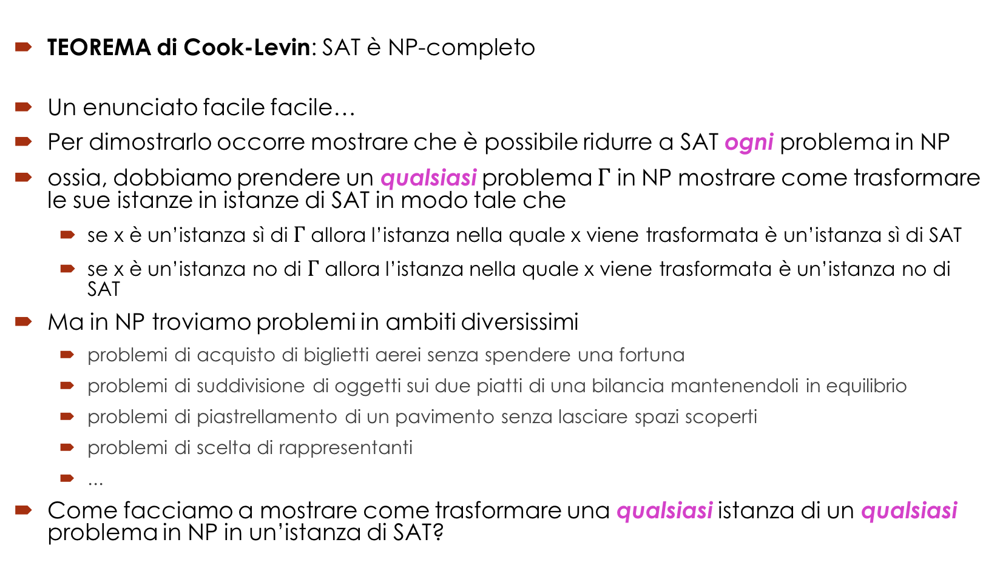 TEOREMA di Cook-Levin: SAT è NP-completo
Un enunciato facile facile…
Per dimostrarlo occorre mostrare che è possibile ridurre a SAT ogni problema in NP
ossia, dobbiamo prendere un qualsiasi problema Γ in NP mostrare come trasformare
le sue istanze in istanze di SAT in modo tale che
se x è un’istanza sì di Γ allora l’istanza nella quale x viene trasformata è un’istanza sì di SAT
se x è un’istanza no di Γ allora l’istanza nella quale x viene trasformata è un’istanza no di
SAT
Ma in NP troviamo problemi in ambiti diversissimi
problemi di acquisto di biglietti aerei senza spendere una fortuna
problemi di suddivisione di oggetti sui due piatti di una bilancia mantenendoli in equilibrio
problemi di piastrellamento di un pavimento senza lasciare spazi scoperti
problemi di scelta di rappresentanti
...
Come facciamo a mostrare come trasformare una qualsiasi istanza di un qualsiasi
problema in NP in un’istanza di SAT?